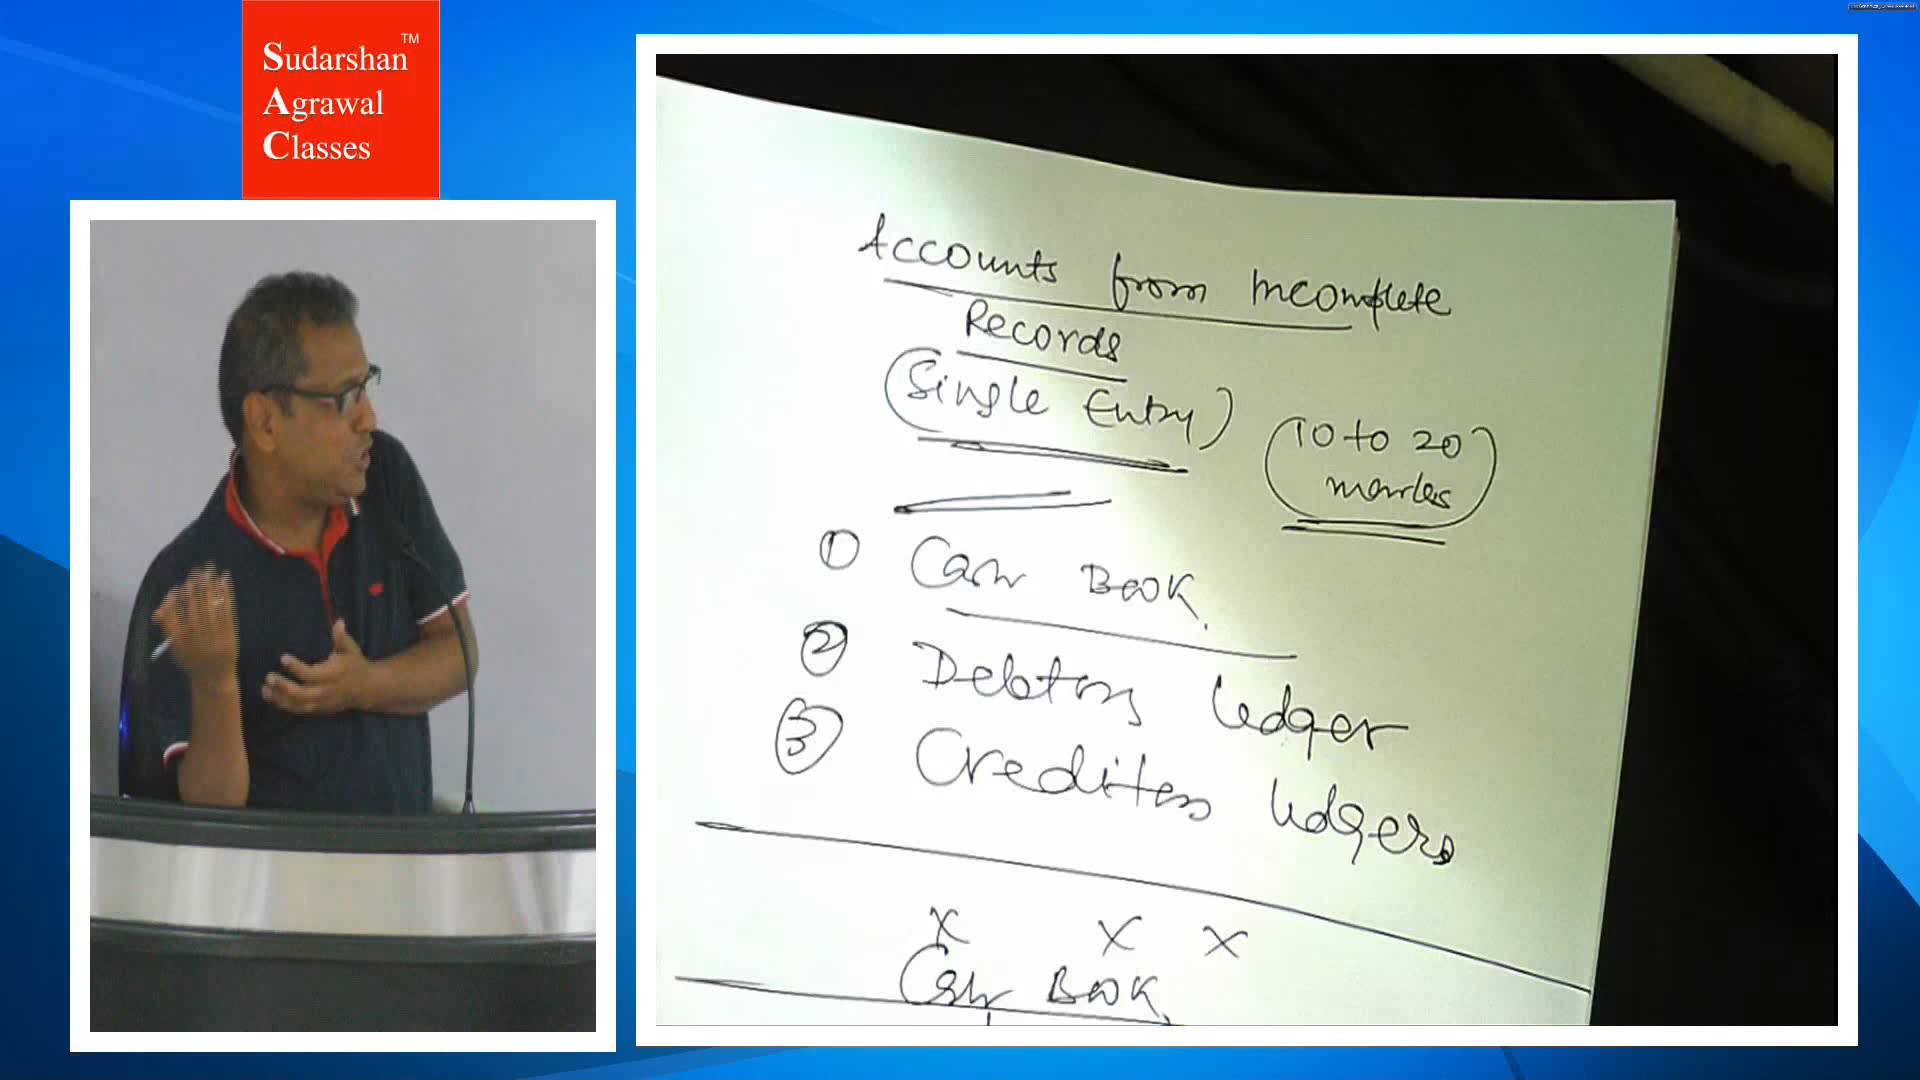 Sudarshan™
Agrawal
Classes
Accounts from Incomplete
Records
(Single Entry)
(10 to 20
marks)
① Cash Book.
② Debtors ledger
③ Creditors ledgers
X X X
Cash Book